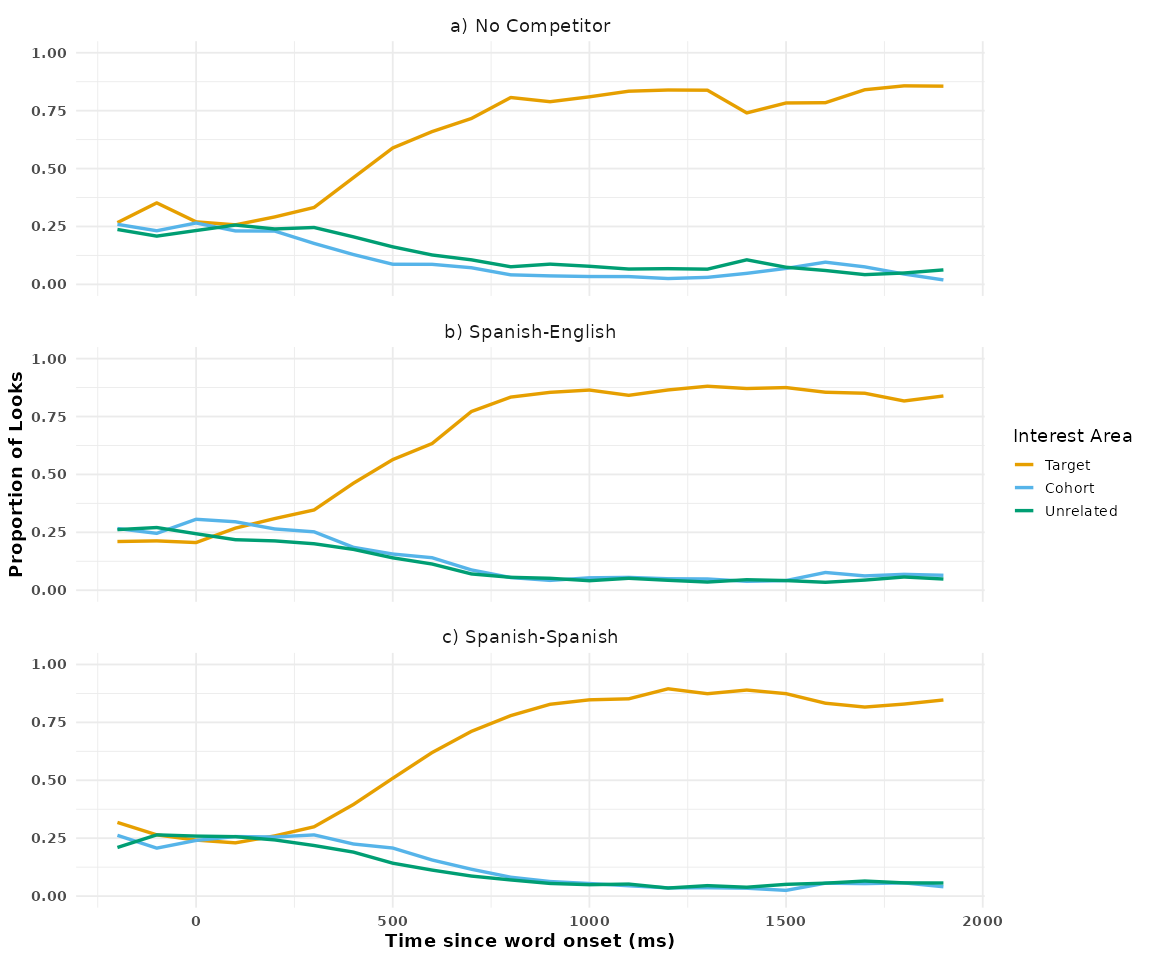 a) No Competitor
1.00
0.75
0.50
0.25
0.00
b) Spanish-English
1.00
0.75
0.50
0.25
0.00
c) Spanish-Spanish
1.00
0.75
0.50
0.25
0.00
0 500 1000 1500 2000
Time since word onset (ms)
Proportion of Looks
Interest Area
Target
Cohort
Unrelated